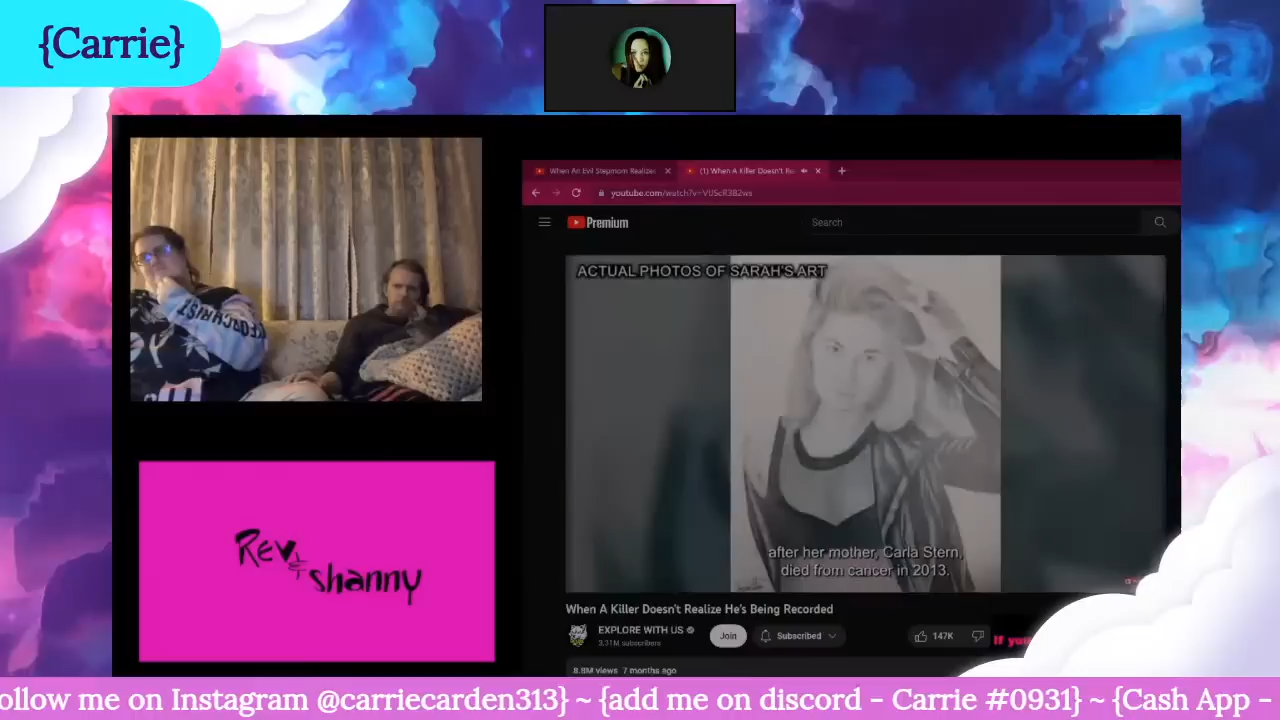 {Carrie}
When An Evil Stepmom Realizes
(1) When A Killer Doesn't Re
youtube.com/watch?v=VUScR3B2ws
Premium
Search
ACTUAL PHOTOS OF SARAH'S ART
after her mother, Carla Stern,
died from cancer in 2013.
Rev &
shanny
When A Killer Doesn't Realize He's Being Recorded
EXPLORE WITH US
3.31M subscribers
Join
Subscribed
147K
If you
8.8M views 7 months ago
ollow me on Instagram @carriecarden313} ~ {add me on discord - Carrie #0931} ~ {Cash App -